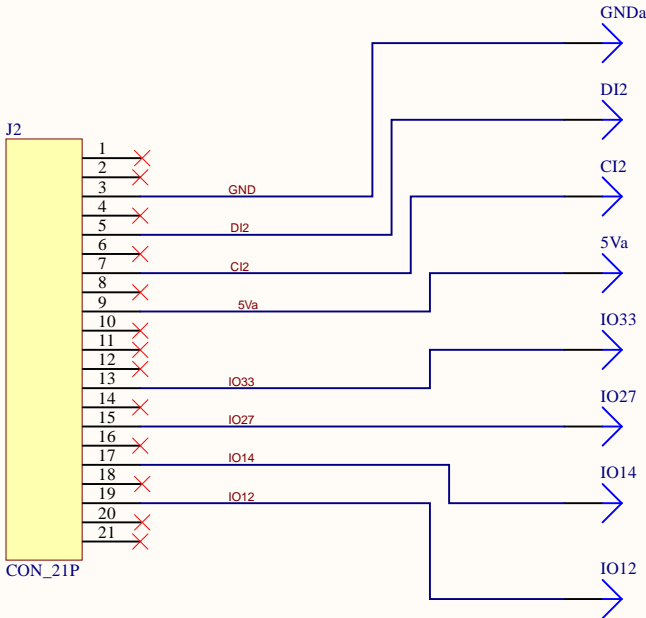 GNDa
DI2
J2
1
2
CI2
3 GND
4
5 DI2
5Va
6
7 CI2
8
9 5Va
IO33
10
11
12
13 IO33
IO27
14
15 IO27
16
17 IO14
IO14
18
19 IO12
20
21
IO12
CON_21P